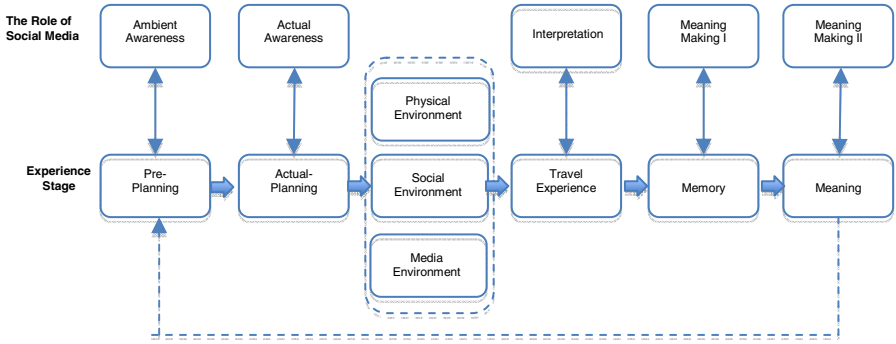 The Role of
Social Media
Ambient
Awareness
Actual
Awareness
Interpretation
Meaning
Making I
Meaning
Making II
Physical
Environment
Experience
Stage
Pre-
Planning
Actual-
Planning
Social
Environment
Travel
Experience
Memory
Meaning
Media
Environment